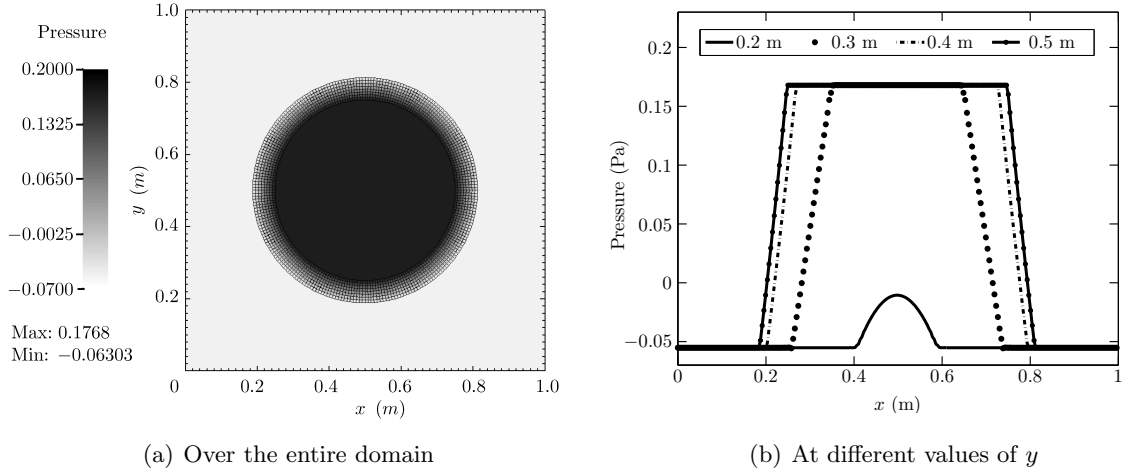 Pressure
0.2000
0.1325
0.0650
−0.0025
−0.0700
Max: 0.1768
Min: −0.06303
1.0
0.8
0.6
0.4
0.2
y (m)
0 0.2 0.4 0.6 0.8 1.0
x (m)
(a) Over the entire domain
0.2 m 0.3 m 0.4 m 0.5 m
0.2
0.15
0.1
0.05
0
−0.05
Pressure (Pa)
0 0.2 0.4 0.6 0.8 1
x (m)
(b) At different values of y